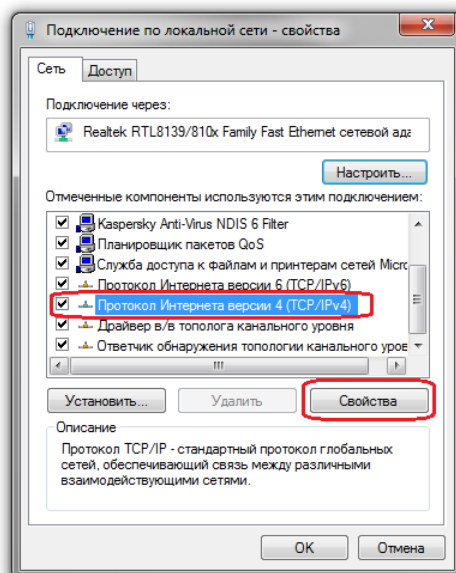 Подключение по локальной сети - свойства
Сеть Доступ
Подключение через:
Realtek RTL8139/810x Family Fast Ethernet сетевой ада
Настроить...
Отмеченные компоненты используются этим подключением:
Kaspersky Anti-Virus NDIS 6 Filter
Планировщик пакетов QoS
Служба доступа к файлам и принтерам сетей Micro
Протокол Интернета версии 6 (TCP/IPv6)
Протокол Интернета версии 4 (TCP/IPv4)
Драйвер в/в тополога канального уровня
Ответчик обнаружения топологии канального уров
Установить... Удалить Свойства
Описание
Протокол TCP/IP - стандартный протокол глобальных
сетей, обеспечивающий связь между различными
взаимодействующими сетями.
OK Отмена